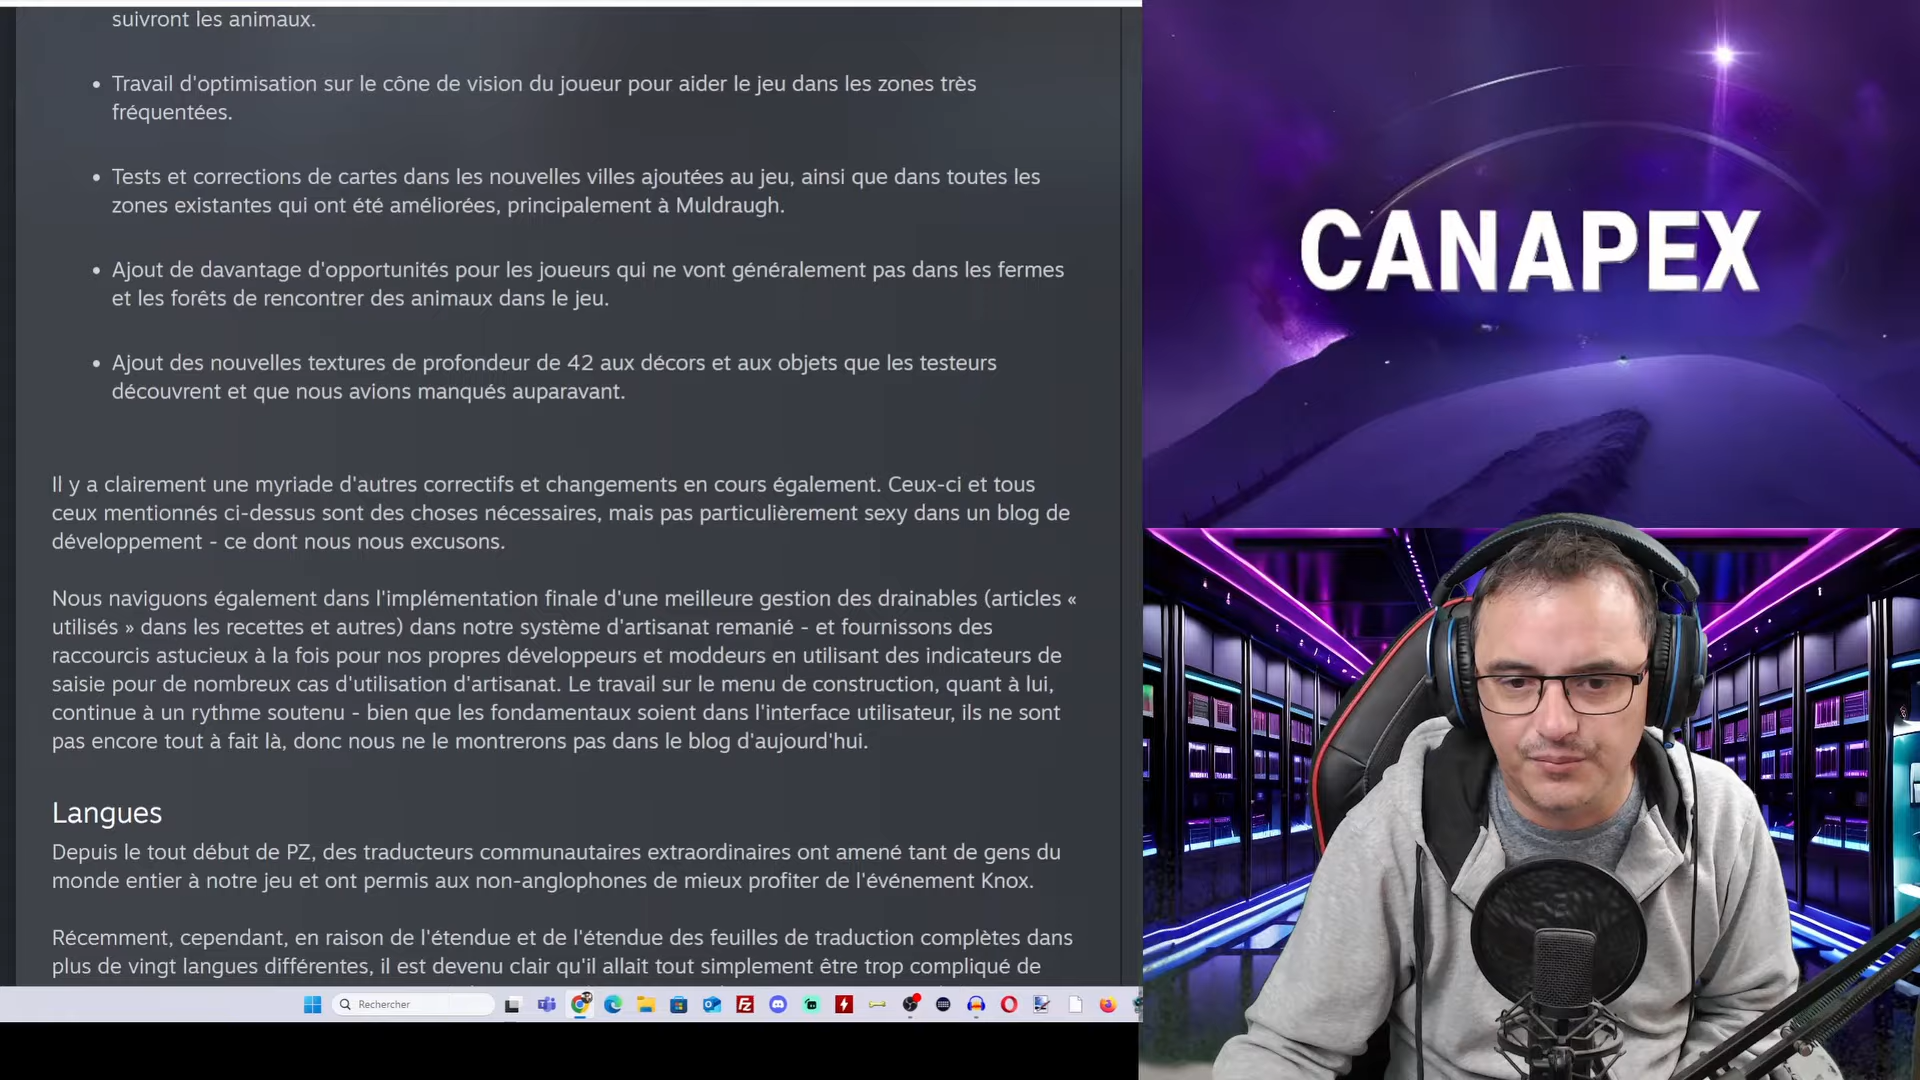 suivront les animaux.
• Travail d'optimisation sur le cône de vision du joueur pour aider le jeu dans les zones très
fréquentées.
• Tests et corrections de cartes dans les nouvelles villes ajoutées au jeu, ainsi que dans toutes les
zones existantes qui ont été améliorées, principalement à Muldraugh.
• Ajout de davantage d'opportunités pour les joueurs qui ne vont généralement pas dans les fermes
et les forêts de rencontrer des animaux dans le jeu.
• Ajout des nouvelles textures de profondeur de 42 aux décors et aux objets que les testeurs
découvrent et que nous avions manqués auparavant.
Il y a clairement une myriade d'autres correctifs et changements en cours également. Ceux-ci et tous
ceux mentionnés ci-dessus sont des choses nécessaires, mais pas particulièrement sexy dans un blog de
développement - ce dont nous nous excusons.
Nous naviguons également dans l'implémentation finale d'une meilleure gestion des drainables (articles «
utilisés » dans les recettes et autres) dans notre système d'artisanat remanié - et fournissons des
raccourcis astucieux à la fois pour nos propres développeurs et moddeurs en utilisant des indicateurs de
saisie pour de nombreux cas d'utilisation d'artisanat. Le travail sur le menu de construction, quant à lui,
continue à un rythme soutenu - bien que les fondamentaux soient dans l'interface utilisateur, ils ne sont
pas encore tout à fait là, donc nous ne le montrerons pas dans le blog d'aujourd'hui.
Langues
Depuis le tout début de PZ, des traducteurs communautaires extraordinaires ont amené tant de gens du
monde entier à notre jeu et ont permis aux non-anglophones de mieux profiter de l'événement Knox.
Récemment, cependant, en raison de l'étendue et de l'étendue des feuilles de traduction complètes dans
plus de vingt langues différentes, il est devenu clair qu'il allait tout simplement être trop compliqué de
Rechercher
CANAPEX